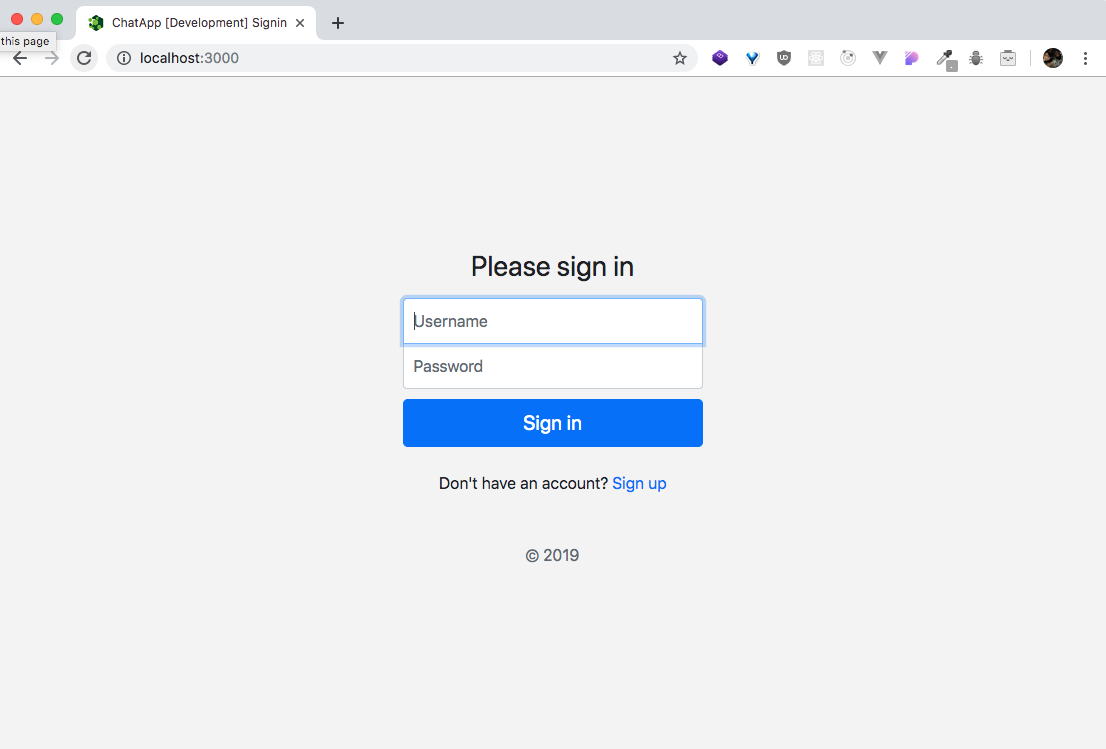 ChatApp [Development] Signin
this page
localhost:3000
Please sign in
Username
Password
Sign in
Don't have an account? Sign up
© 2019